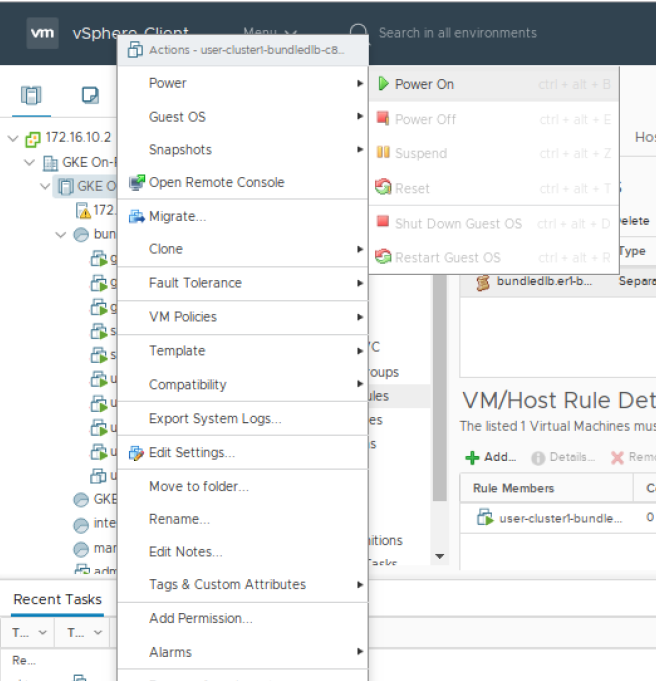 vm vSphere Client Menu Search in all environments
Actions - user-cluster1-bundledlb-c8...
Power
Power On ctrl + alt + B
Guest OS
Power Off ctrl + alt + E
Snapshots
Suspend ctrl + alt + Z
Open Remote Console
Reset ctrl + alt + T
Migrate...
Shut Down Guest OS ctrl + alt + D
Clone
Restart Guest OS ctrl + alt + R
Fault Tolerance
VM Policies
Template
Compatibility
Export System Logs...
Edit Settings...
Move to folder...
Rename...
Edit Notes...
Tags & Custom Attributes
Add Permission...
Alarms
172.16.10.2
GKE On-
GKE O
172.
bun
GKE
inte
mar
adm
Type
bundledlb.er1-b... Separa
VM/Host Rule Det
The listed 1 Virtual Machines mus
Add... Details... Remo
Rule Members
user-cluster1-bundle... 0
Recent Tasks
T... T...
Re...